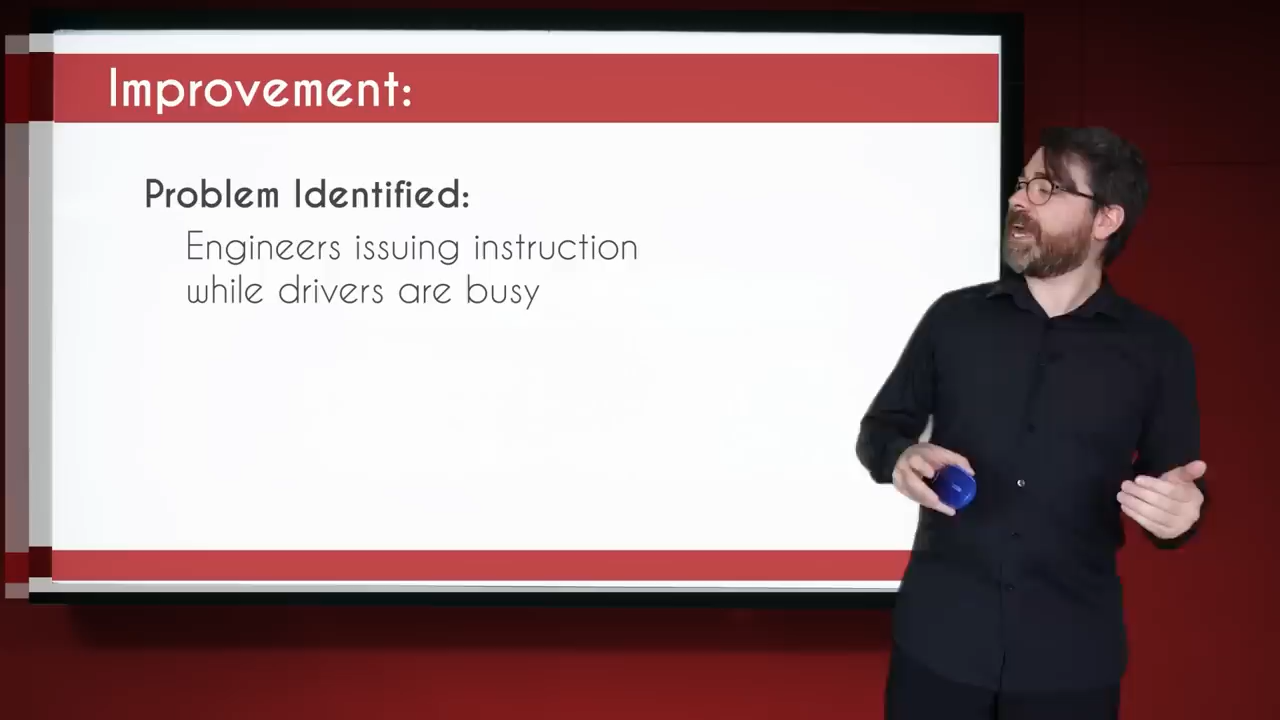 Improvement:
Problem Identified:
Engineers issuing instruction
while drivers are busy